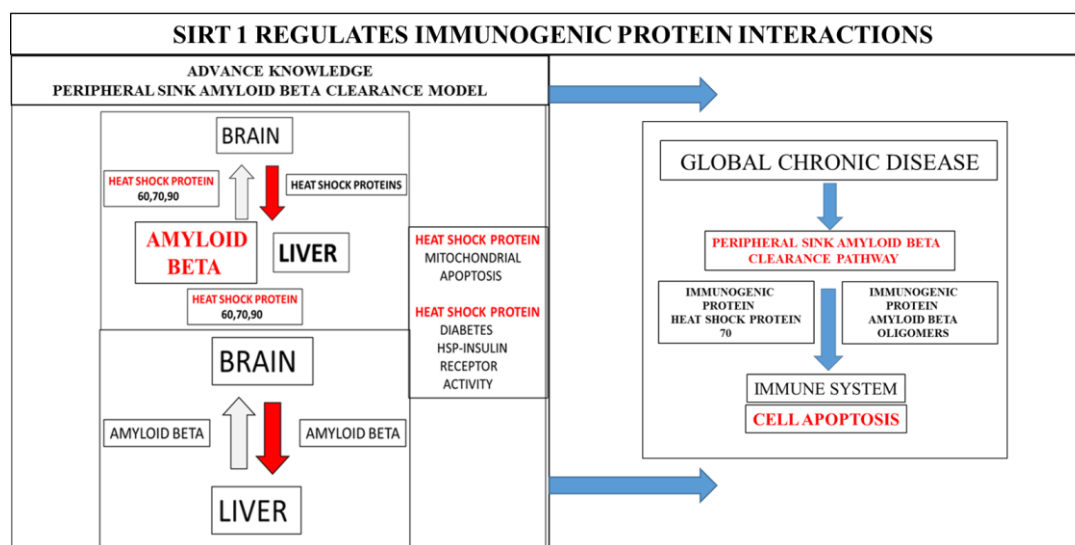 SIRT 1 REGULATES IMMUNOGENIC PROTEIN INTERACTIONS
ADVANCE KNOWLEDGE
PERIPHERAL SINK AMYLOID BETA CLEARANCE MODEL
BRAIN
HEAT SHOCK PROTEIN
60,70,90
HEAT SHOCK PROTEINS
AMYLOID
BETA
LIVER
HEAT SHOCK PROTEIN
60,70,90
BRAIN
AMYLOID BETA
AMYLOID BETA
LIVER
HEAT SHOCK PROTEIN
MITOCHONDRIAL
APOPTOSIS
HEAT SHOCK PROTEIN
DIABETES
HSP-INSULIN
RECEPTOR
ACTIVITY
GLOBAL CHRONIC DISEASE
PERIPHERAL SINK AMYLOID BETA
CLEARANCE PATHWAY
IMMUNOGENIC
PROTEIN
HEAT SHOCK PROTEIN
70
IMMUNOGENIC
PROTEIN
AMYLOID BETA
OLIGOMERS
IMMUNE SYSTEM
CELL APOPTOSIS